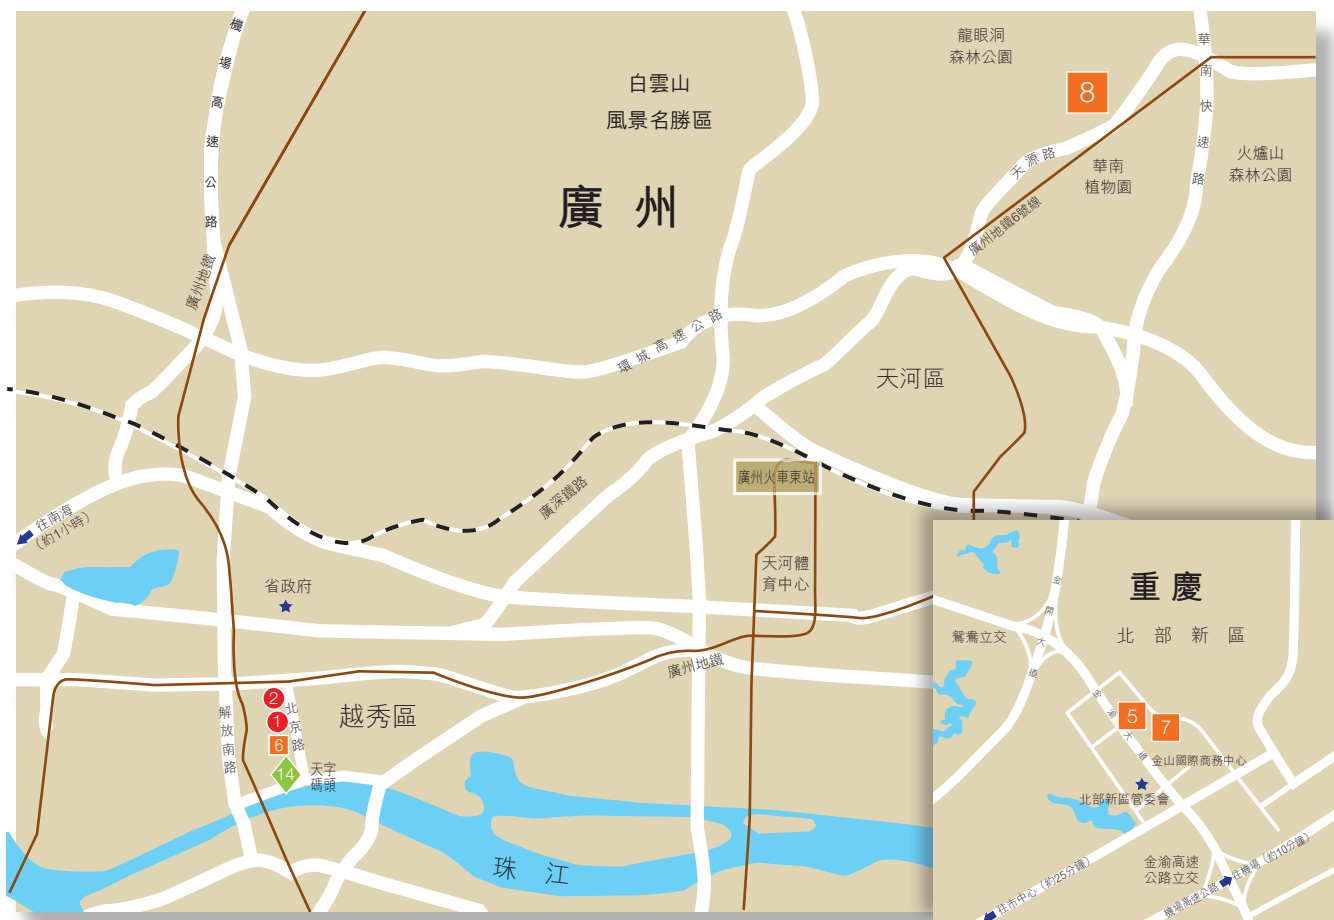 機場高速公路
白雲山
風景名勝區
廣州
龍眼洞
森林公園
8
華南快速路
天源路
華南
植物園
火爐山
森林公園
廣州地鐵6號線
廣州地鐵
環城高速公路
天河區
廣州火車東站
廣深鐵路
往南海
(約1小時)
省政府
天河體
育中心
廣州地鐵
2
1
6
14
北京路
解放南路
越秀區
天字
碼頭
珠江
重慶
北部新區
金開大道
鴛鴦立交
金渝大道
5
7
金山國際商務中心
北部新區管委會
金渝高速
公路立交
往市中心(約25分鐘)
機場高速公路
往機場(約10分鐘)